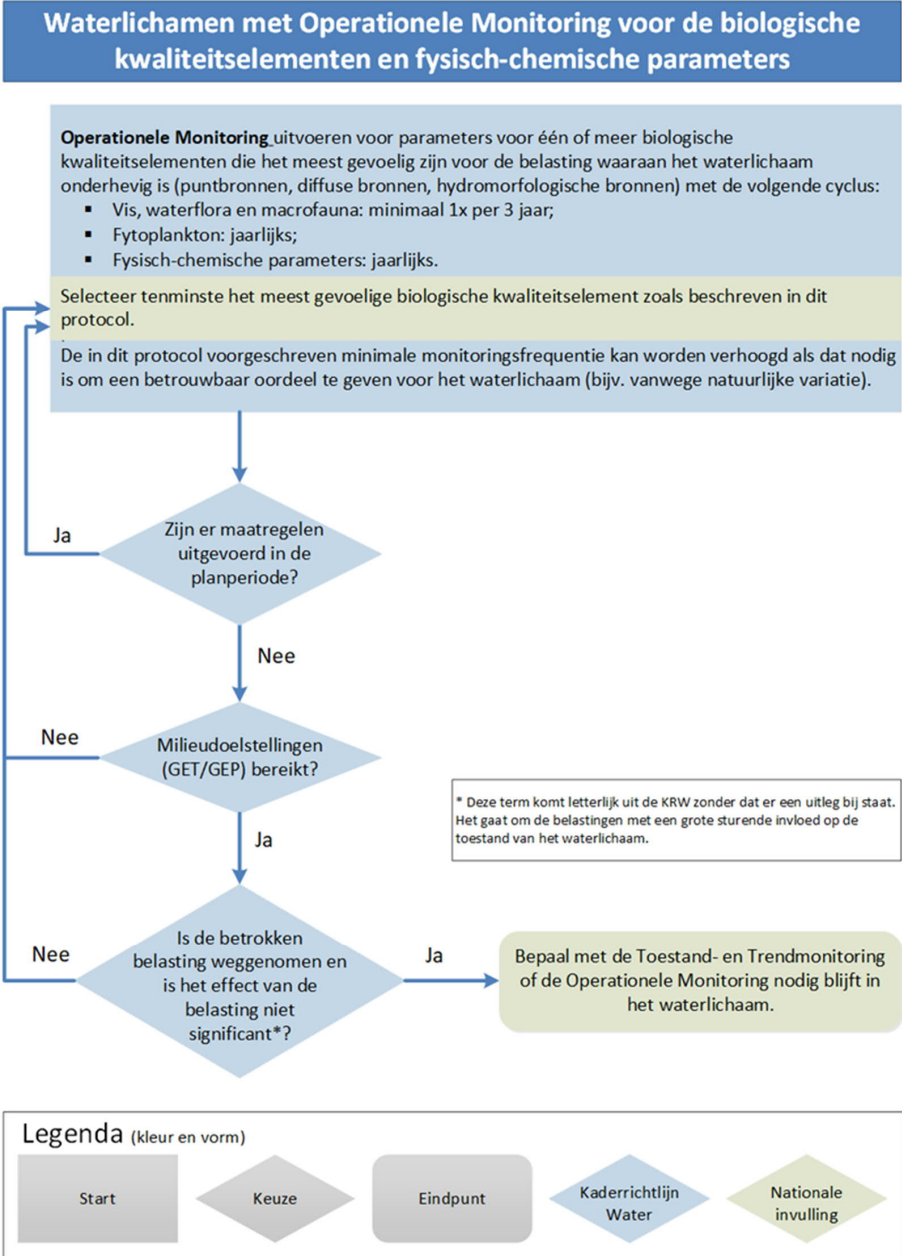 Waterlichamen met Operationele Monitoring voor de biologische
kwaliteitselementen en fysisch-chemische parameters
Operationele Monitoring uitvoeren voor parameters voor één of meer biologische
kwaliteitselementen die het meest gevoelig zijn voor de belasting waaraan het waterlichaam
onderhevig is (puntbronnen, diffuse bronnen, hydromorfologische bronnen) met de volgende cyclus:
▪ Vis, waterflora en macrofauna: minimaal 1x per 3 jaar;
▪ Fytoplankton: jaarlijks;
▪ Fysisch-chemische parameters: jaarlijks.
Selecteer tenminste het meest gevoelige biologische kwaliteitselement zoals beschreven in dit
protocol.
.
De in dit protocol voorgeschreven minimale monitoringsfrequentie kan worden verhoogd als dat nodig
is om een betrouwbaar oordeel te geven voor het waterlichaam (bijv. vanwege natuurlijke variatie).
Ja
Zijn er maatregelen
uitgevoerd in de
planperiode?
Nee
Nee
Milieudoelstellingen
(GET/GEP) bereikt?
* Deze term komt letterlijk uit de KRW zonder dat er een uitleg bij staat.
Het gaat om de belastingen met een grote sturende invloed op de
toestand van het waterlichaam.
Ja
Nee
Is de betrokken
belasting weggenomen en
is het effect van de
belasting niet
significant*?
Ja
Bepaal met de Toestand- en Trendmonitoring
of de Operationele Monitoring nodig blijft in
het waterlichaam.
Legenda (kleur en vorm)
Start
Keuze
Eindpunt
Kaderrichtlijn
Water
Nationale
invulling